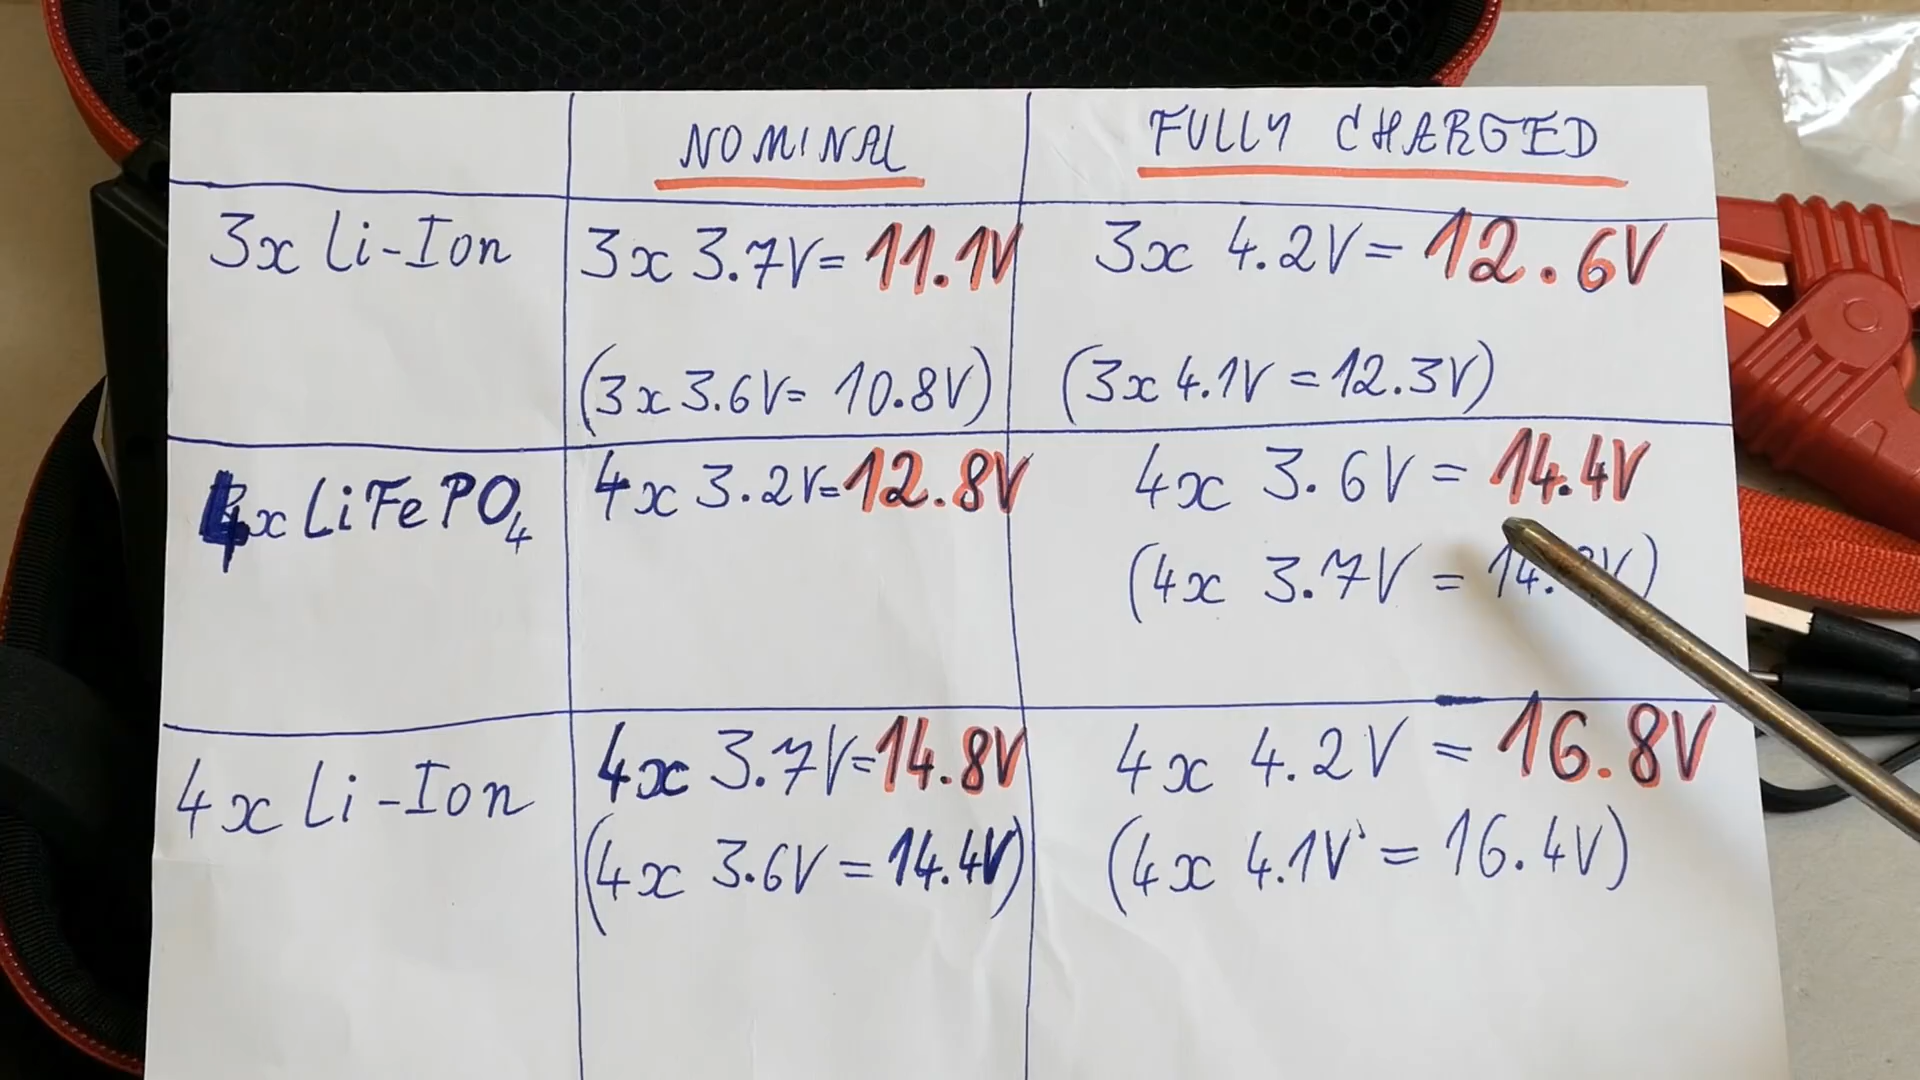 NOMINAL FULLY CHARGED
3x Li-Ion 3x 3.7V= 11.1V 3x 4.2V= 12.6V
(3x 3.6V= 10.8V) (3x 4.1V =12.3V)
4x LiFePO4 4x 3.2V= 12.8V 4x 3.6V = 14.4V
(4x 3.7V =
4x Li-Ion 4x 3.7V= 14.8V 4x 4.2V = 16.8V
(4x 3.6V = 14.4V) (4x 4.1V = 16.4V)